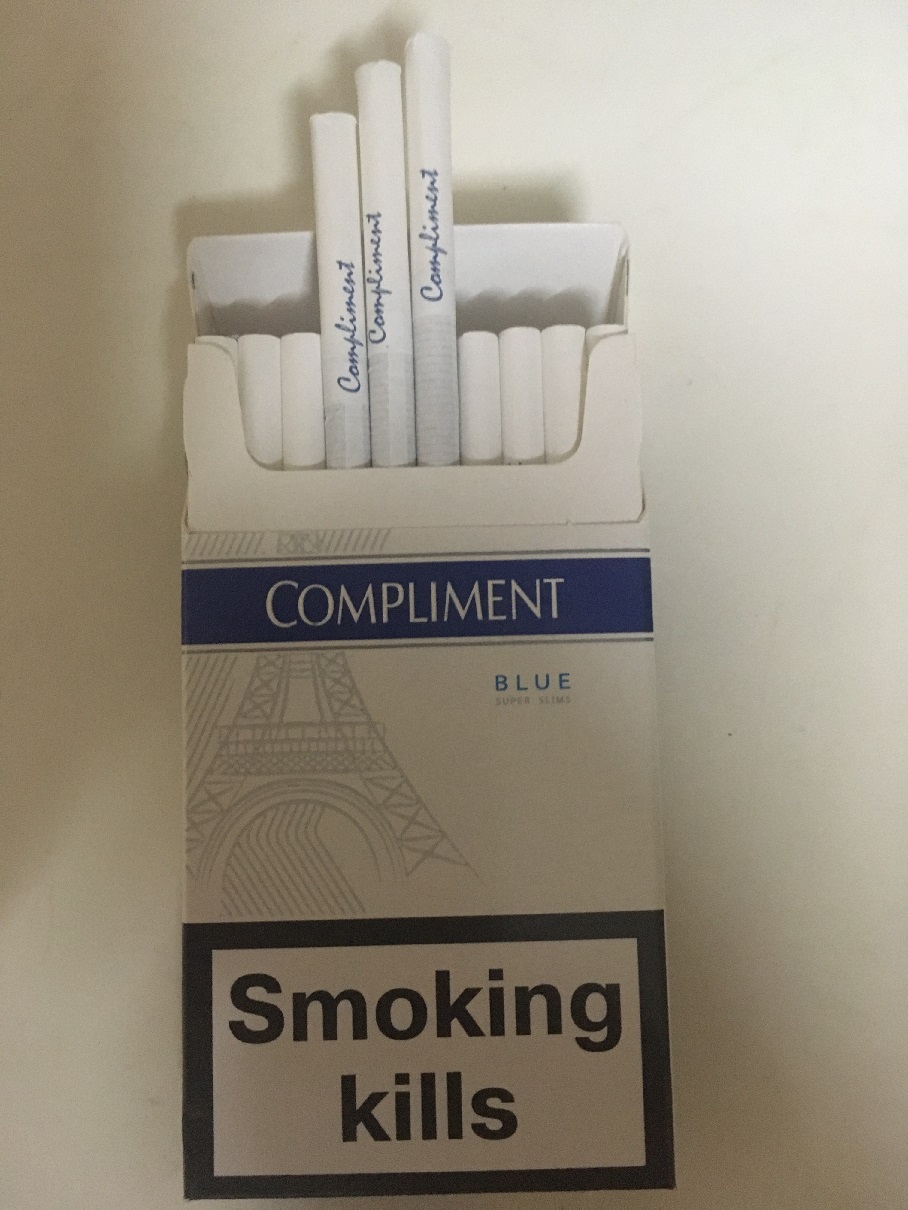 Compliment
Compliment
Compliment
COMPLIMENT
BLUE
SUPER SLIMS
Smoking
kills